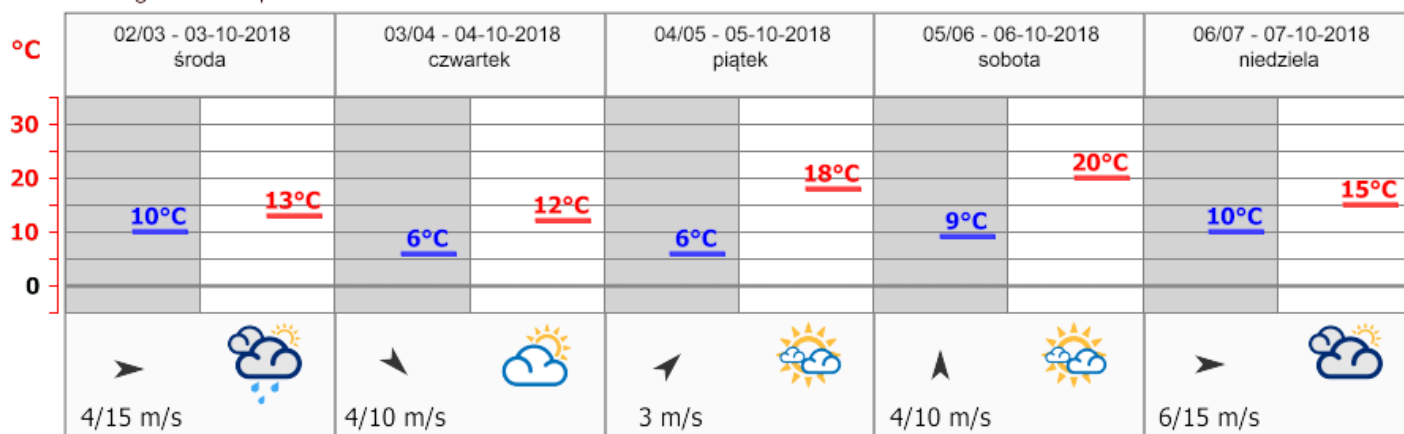 °C
02/03 - 03-10-2018
środa
03/04 - 04-10-2018
czwartek
04/05 - 05-10-2018
piątek
05/06 - 06-10-2018
sobota
06/07 - 07-10-2018
niedziela
30
20
10
0
10°C
13°C
6°C
12°C
6°C
18°C
9°C
20°C
10°C
15°C
4/15 m/s
4/10 m/s
3 m/s
4/10 m/s
6/15 m/s